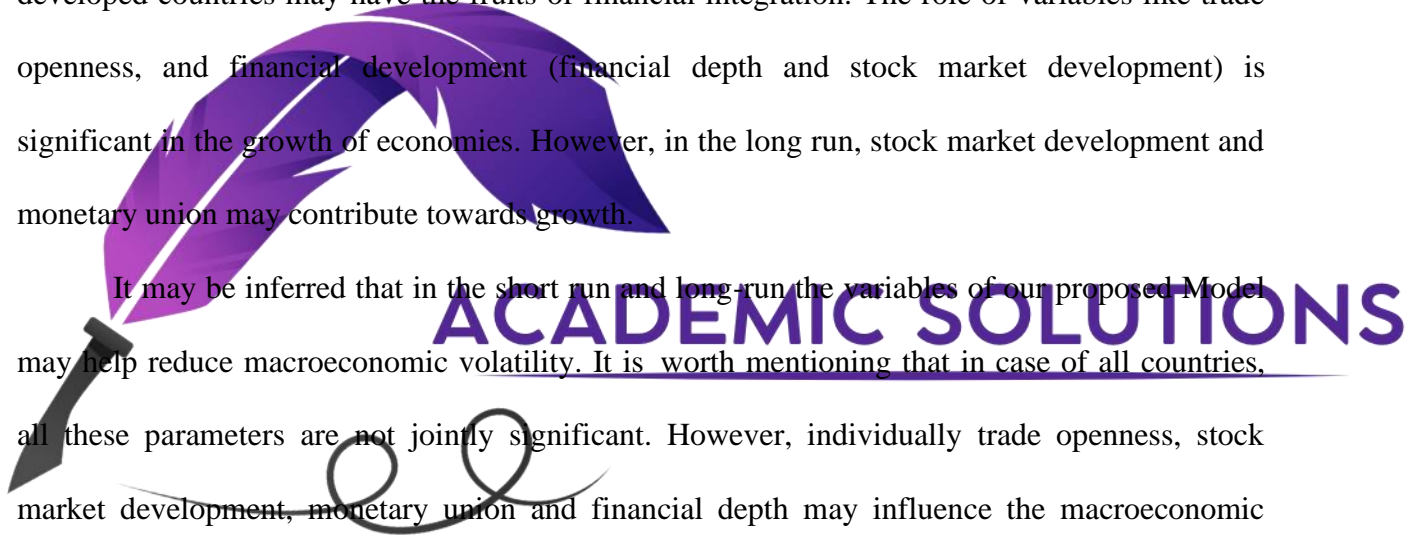 developed countries may have the fruits of financial integration. The role of variables like trade
openness, and financial development (financial depth and stock market development) is
significant in the growth of economies. However, in the long run, stock market development and
monetary union may contribute towards growth.
It may be inferred that in the short run and long-run the variables of our proposed Model
ACADEMIC SOLUTIONS
may help reduce macroeconomic volatility. It is worth mentioning that in case of all countries,
all these parameters are not jointly significant. However, individually trade openness, stock
market development, monetary union and financial depth may influence the macroeconomic